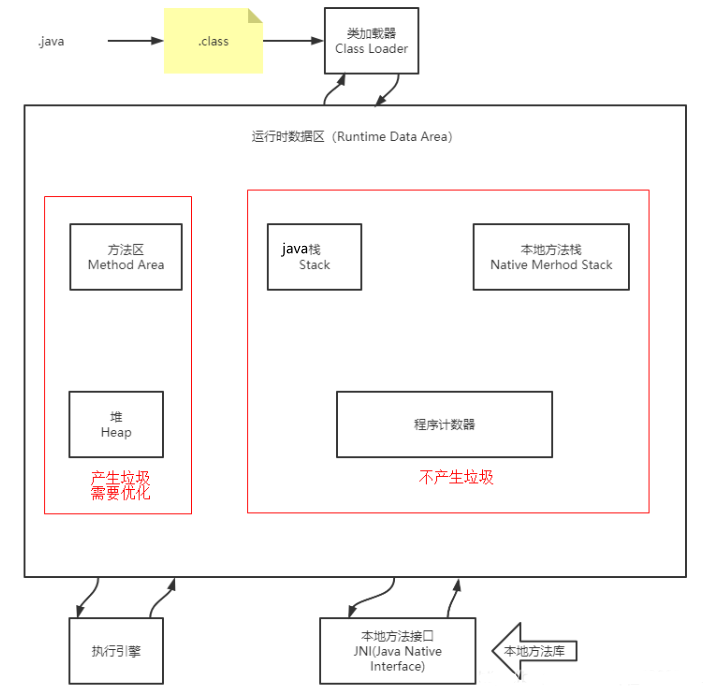 .java
.class
类加载器
Class Loader
运行时数据区（Runtime Data Area）
方法区
Method Area
java栈
Stack
本地方法栈
Native Merhod Stack
堆
Heap
程序计数器
产生垃圾
需要优化
不产生垃圾
执行引擎
本地方法接口
JNI(Java Native
Interface)
本地方法库